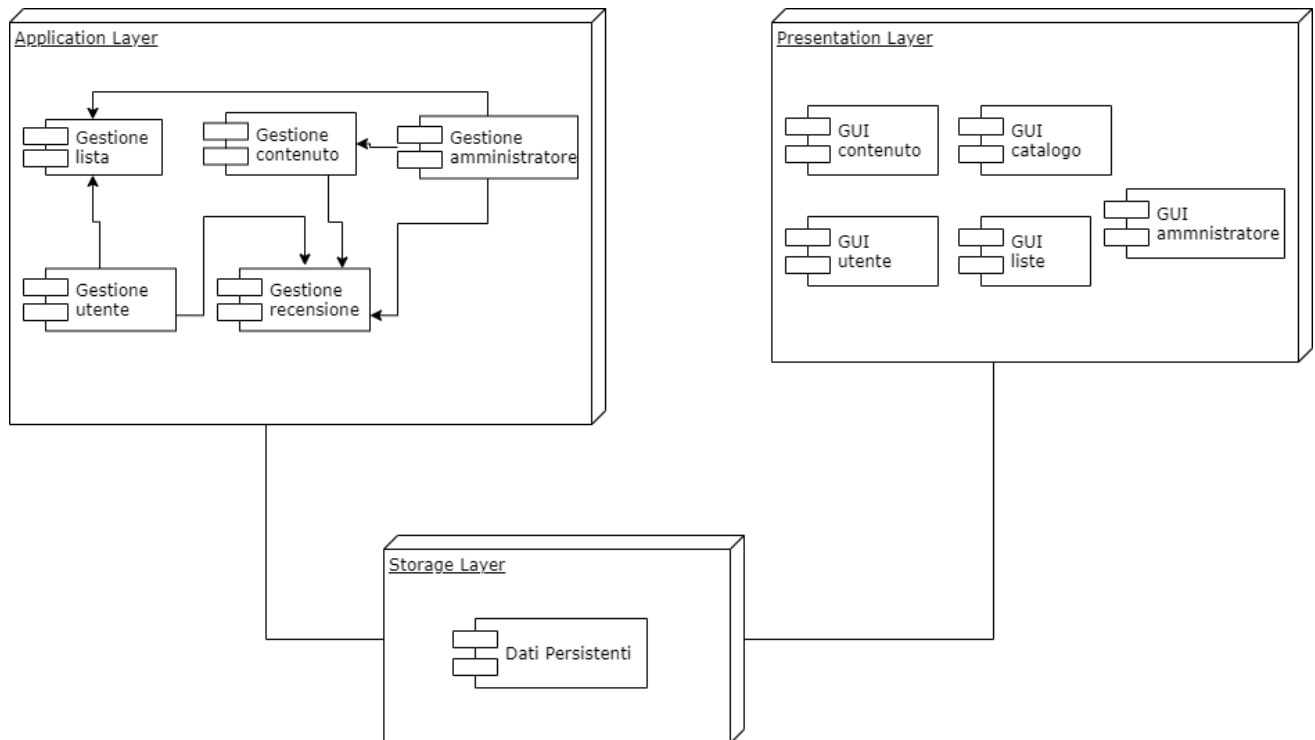 Application Layer
Gestione
lista
Gestione
contenuto
Gestione
amministratore
Gestione
utente
Gestione
recensione
Presentation Layer
GUI
contenuto
GUI
catalogo
GUI
utente
GUI
liste
GUI
ammnistratore
Storage Layer
Dati Persistenti